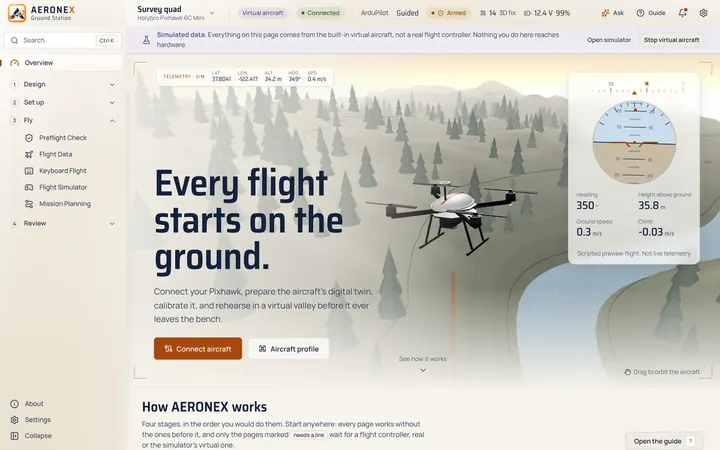 AERONEX
Ground Station
Survey quad
Holybro Pixhawk 6C Mini
Virtual aircraft
Connected
ArduPilot
Guided
Armed
14 3D fix
12.4 V 99%
Ask
Guide
Search
Ctrl K
Simulated data. Everything on this page comes from the built-in virtual aircraft, not a real flight controller. Nothing you do here reaches
hardware.
Open simulator
Stop virtual aircraft
Overview
1 Design
2 Set up
3 Fly
Preflight Check
Flight Data
Keyboard Flight
Flight Simulator
Mission Planning
4 Review
About
Settings
Collapse
TELEMETRY SIM
LAT
37.8041
LON
-122.417
ALT
34.2 m
HDG
349°
SPD
0.4 m/s
Every flight
starts on the
ground.
Connect your Pixhawk, prepare the aircraft's digital twin,
calibrate it, and rehearse in a virtual valley before it ever
leaves the bench.
Connect aircraft
Aircraft profile
See how it works
33 N
10 10
10 10
20 20
Heading
350 °
Height above ground
35.8 m
Ground speed
0.3 m/s
Climb
-0.03 m/s
Scripted preview flight. Not live telemetry
Drag to orbit the aircraft
How AERONEX works
Four stages, in the order you would do them. Start anywhere: every page works without
the ones before it, and only the pages marked needs a link wait for a flight controller, real
or the simulator's virtual one.
Open the guide ?